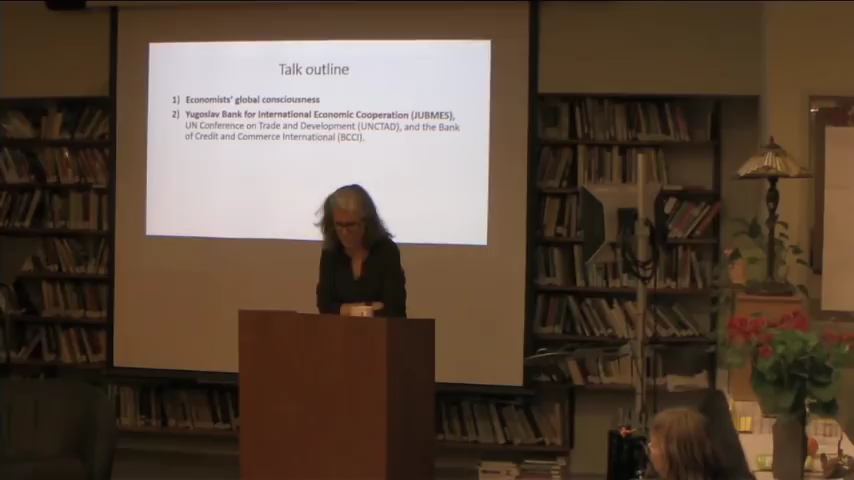 Talk outline
1) Economists' global consciousness
2) Yugoslav Bank for International Economic Cooperation (JUBMES),
UN Conference on Trade and Development (UNCTAD), and the Bank
of Credit and Commerce International (BCCI).